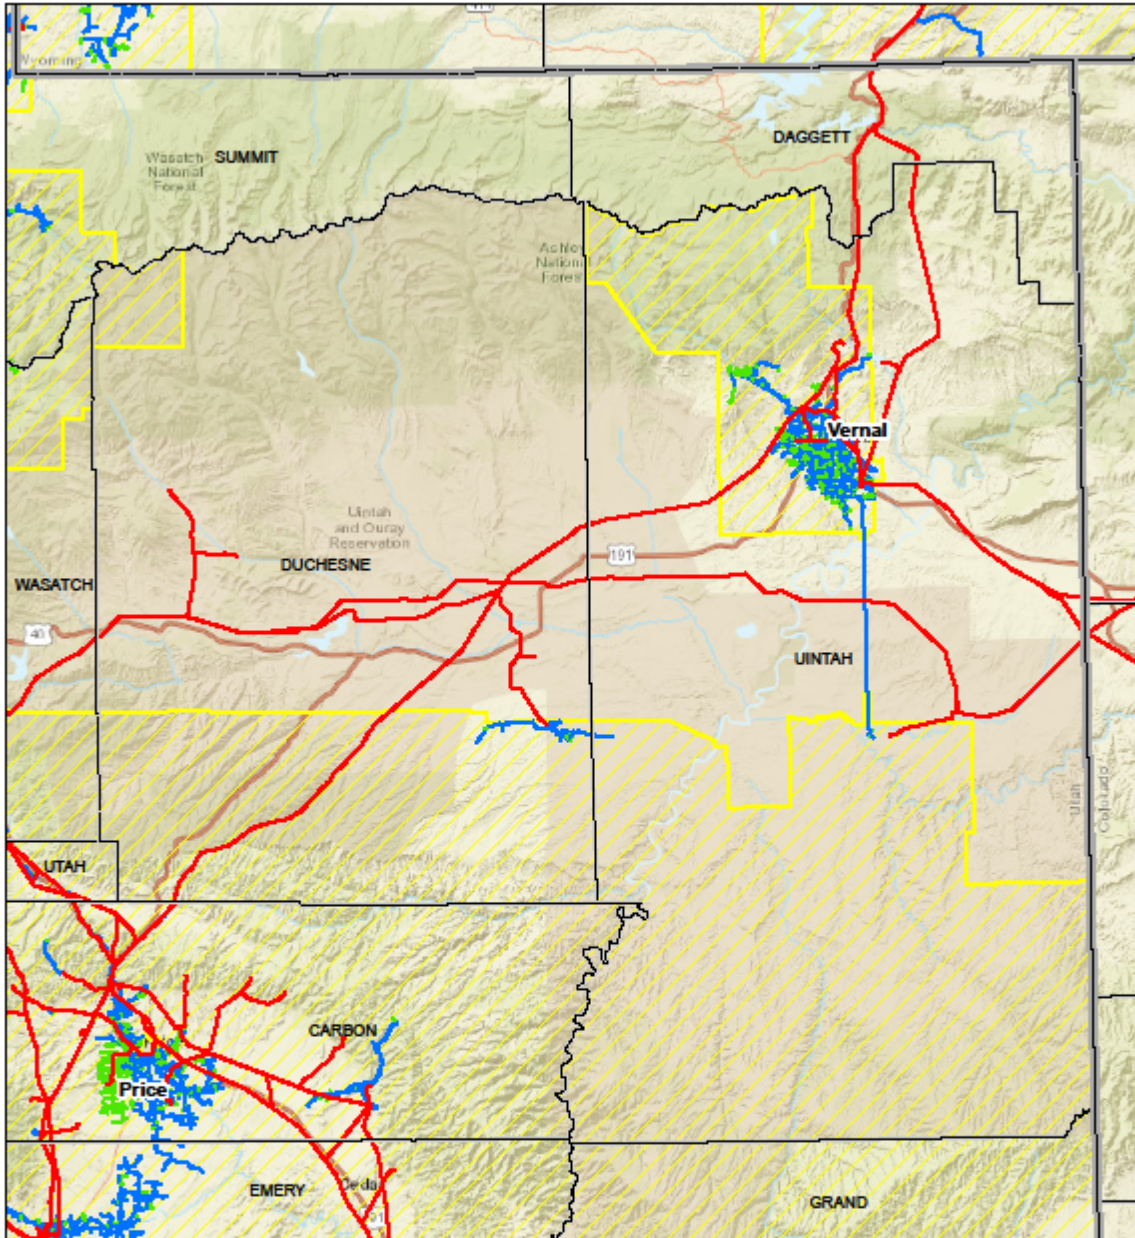 Wyoming
DAGGETT
Wasatch
National
Forest
SUMMIT
Ashley
National
Forest
Vernal
Uintah
and Ouray
Reservation
191
DUCHESNE
WASATCH
40
UINTAH
Utah
Colorado
UTAH
CARBON
Price
EMERY
GRAND